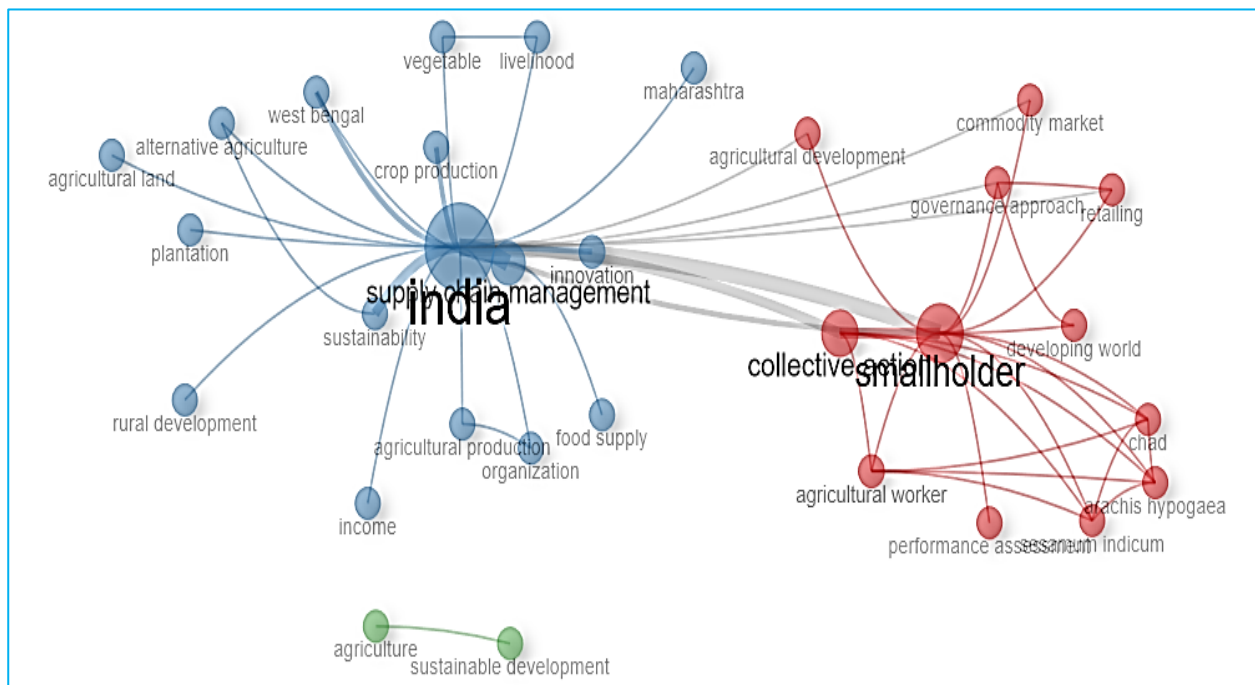 vegetable
livelihood
maharashtra
west bengal
commodity market
alternative agriculture
agricultural development
crop production
agricultural land
governance approach
retailing
plantation
innovation
supply chain management
india
sustainability
developing world
collective action
smallholder
rural development
agricultural production
food supply
organization
chad
agricultural worker
arachis hypogaea
income
performance assessment
sesamum indicum
agriculture
sustainable development